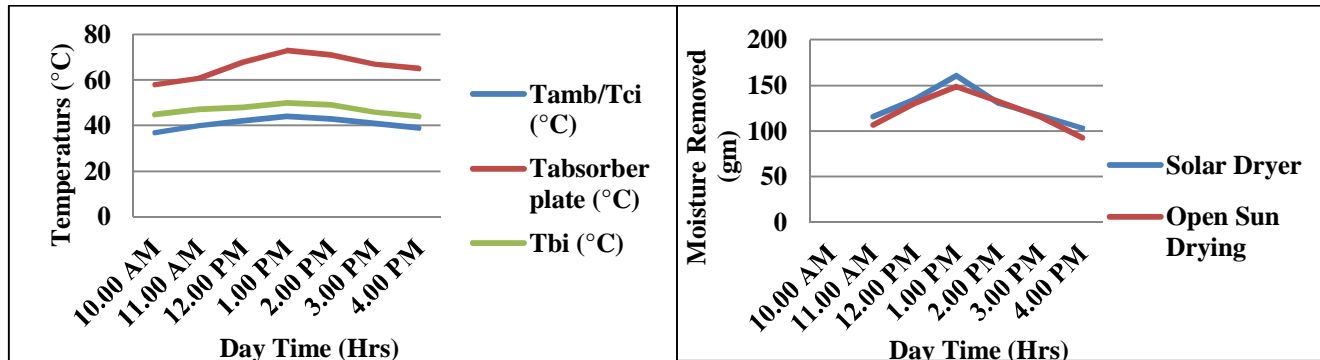 Temperaturs (°C)
80
60
40
20
0
10.00 AM
11.00 AM
12.00 PM
1.00 PM
2.00 PM
3.00 PM
4.00 PM
Day Time (Hrs)
Tamb/Tci
(°C)
Tabsorber
plate (°C)
Tbi (°C)
Moisture Removed
(gm)
200
150
100
50
0
10.00 AM
11.00 AM
12.00 PM
1.00 PM
2.00 PM
3.00 PM
4.00 PM
Day Time (Hrs)
Solar Dryer
Open Sun
Drying